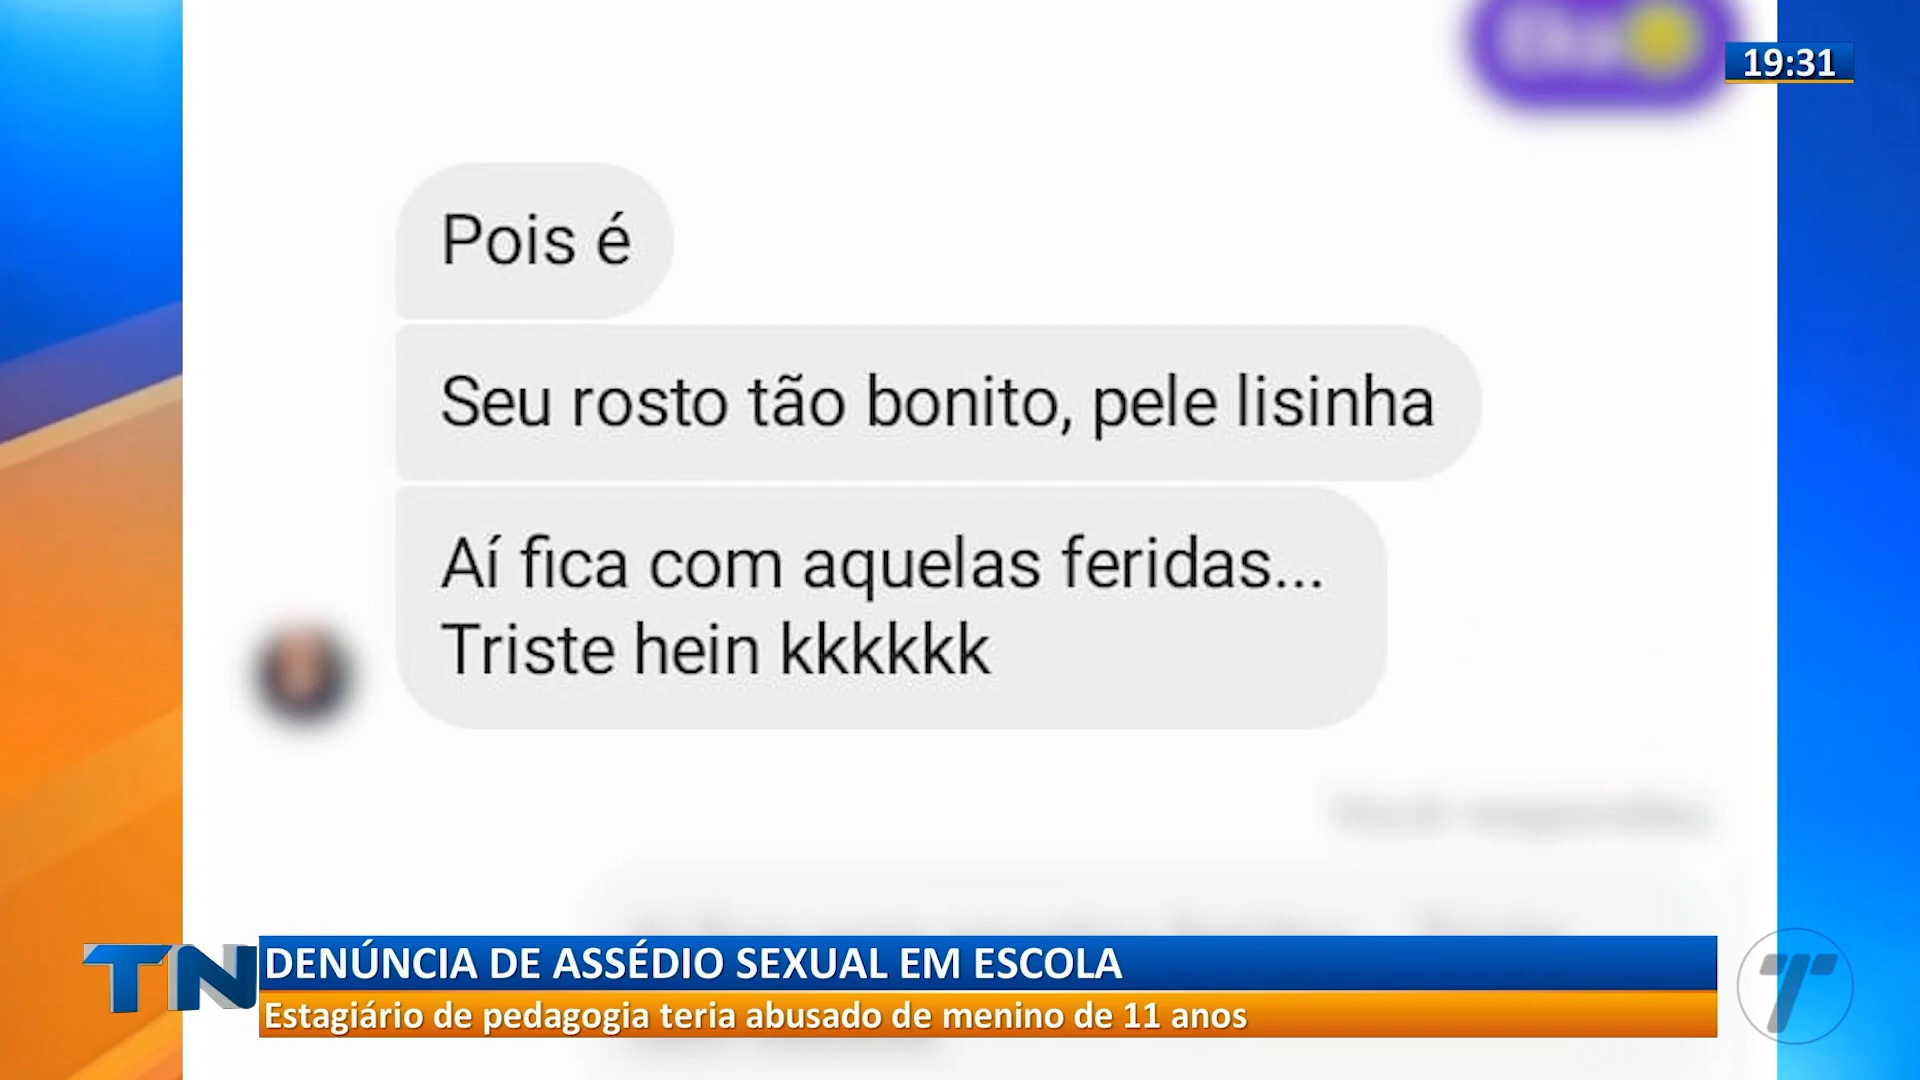 19:31
Pois é
Seu rosto tão bonito, pele lisinha
Aí fica com aquelas feridas...
Triste hein kkkkkk
TN
DENÚNCIA DE ASSÉDIO SEXUAL EM ESCOLA
Estagiário de pedagogia teria abusado de menino de 11 anos
T